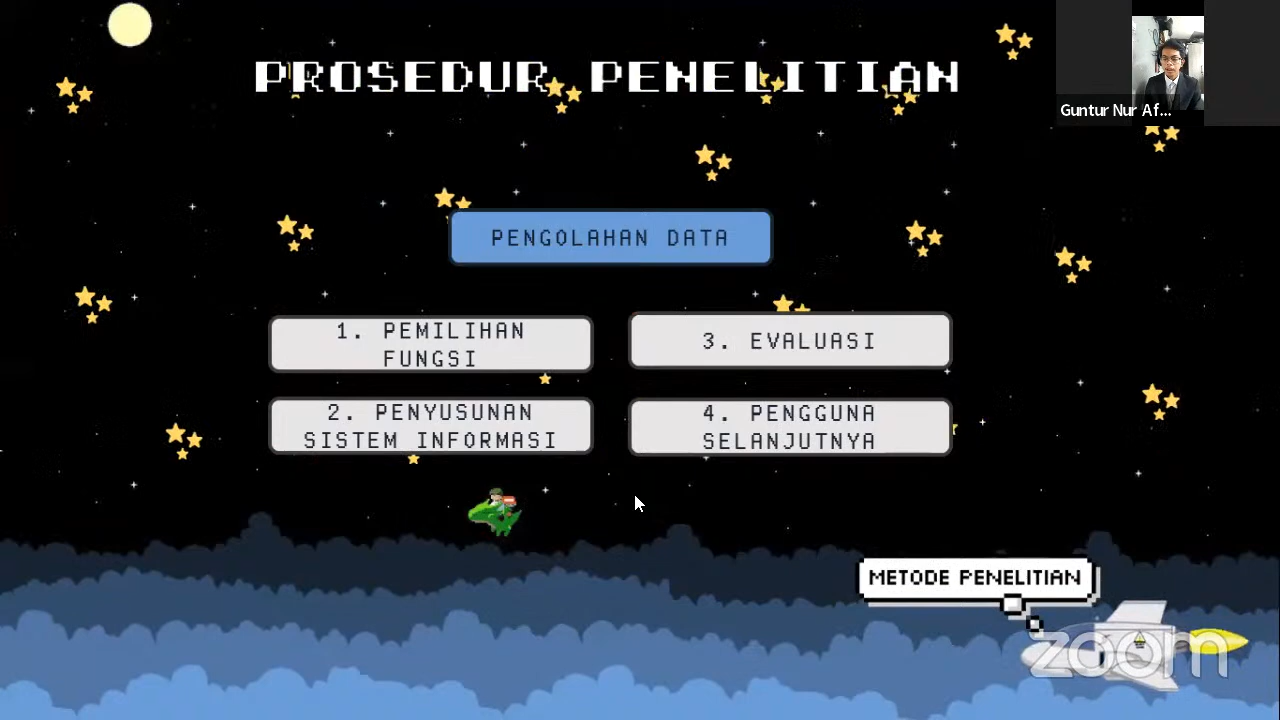 PROSEDUR PENELITIAN
Guntur Nur Af...
PENGOLAHAN DATA
1. PEMILIHAN
FUNGSI
2. PENYUSUNAN
SISTEM INFORMASI
3. EVALUASI
4. PENGGUNA
SELANJUTNYA
METODE PENELITIAN
zoom